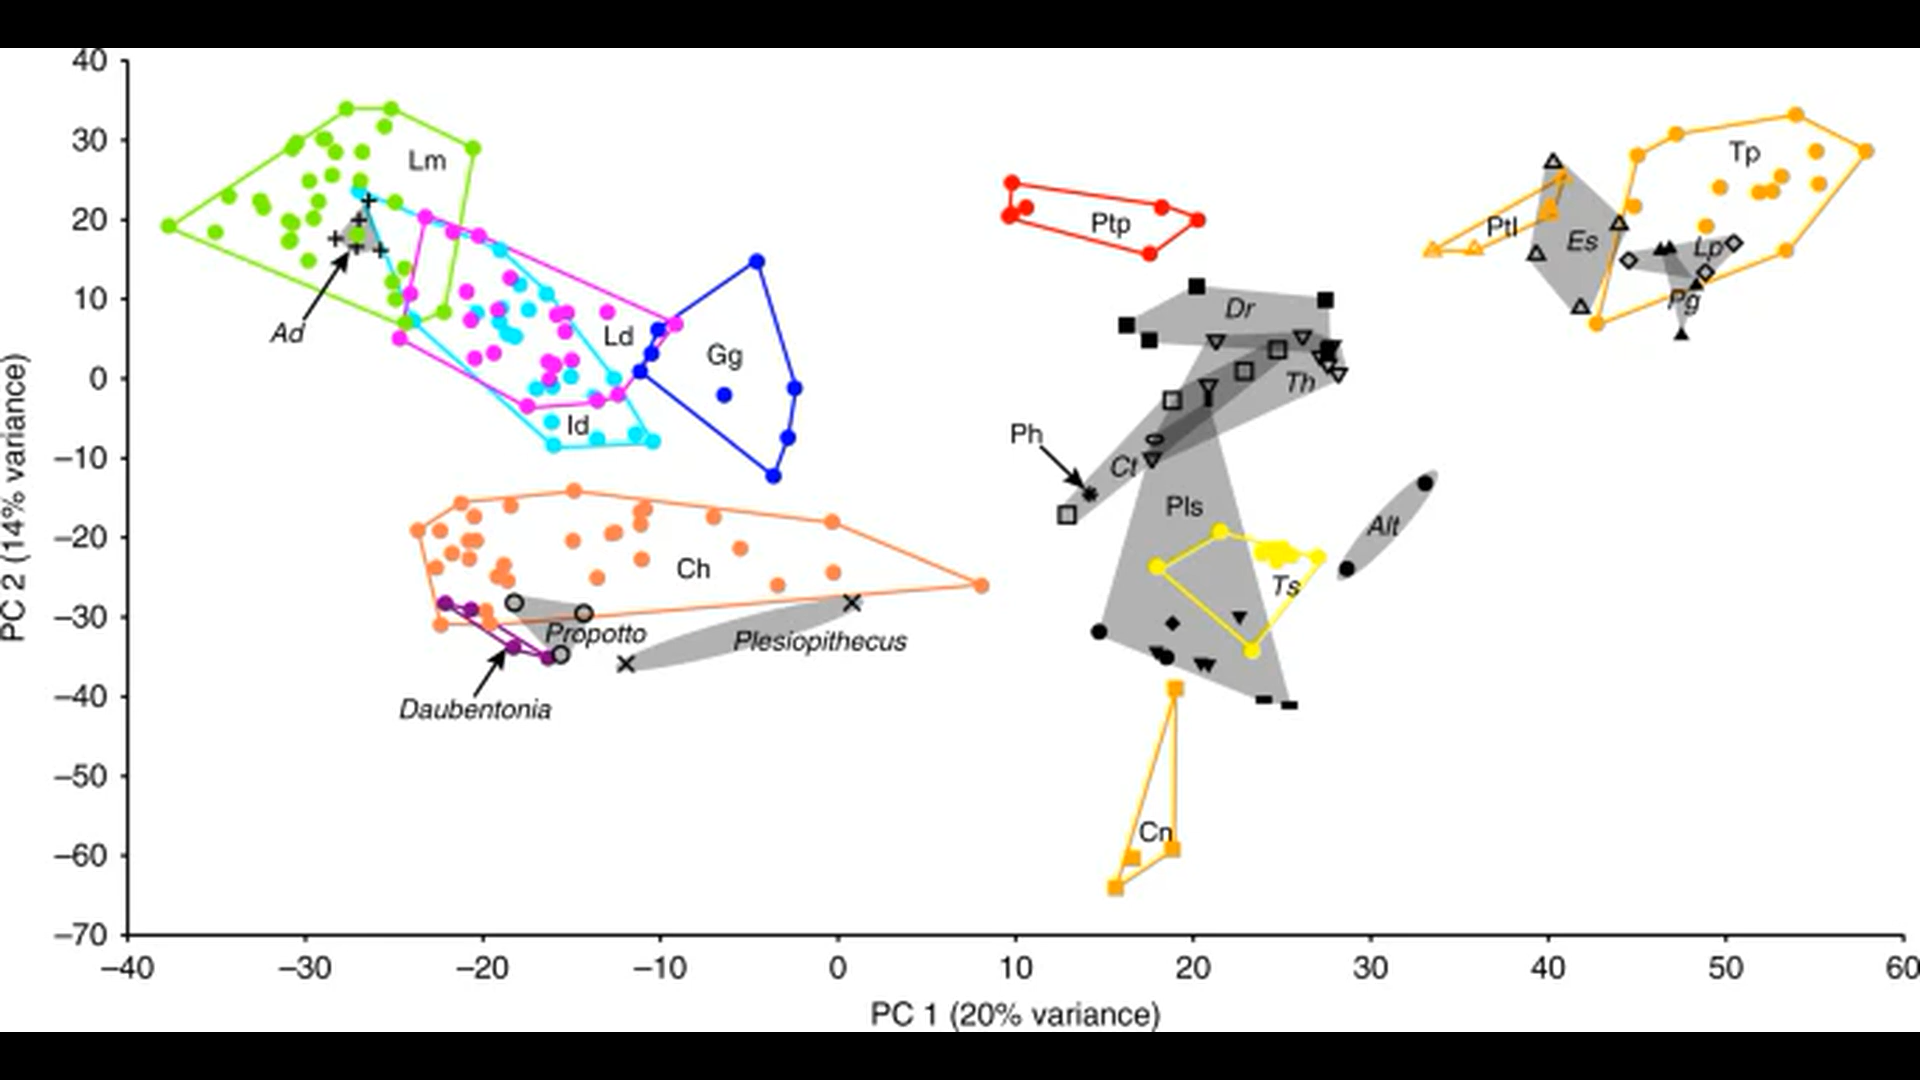 40
30
20
10
0
–10
–20
–30
–40
–50
–60
–70
PC 2 (14% variance)
Lm
Ad
Ld
Id
Gg
Ch
Propotto
Plesiopithecus
Daubentonia
Ptp
Dr
Th
Ph
Ct
Pls
Ts
Alt
Cn
Ptl
Es
Tp
Lp
Pg
–40 –30 –20 –10 0 10 20 30 40 50 60
PC 1 (20% variance)